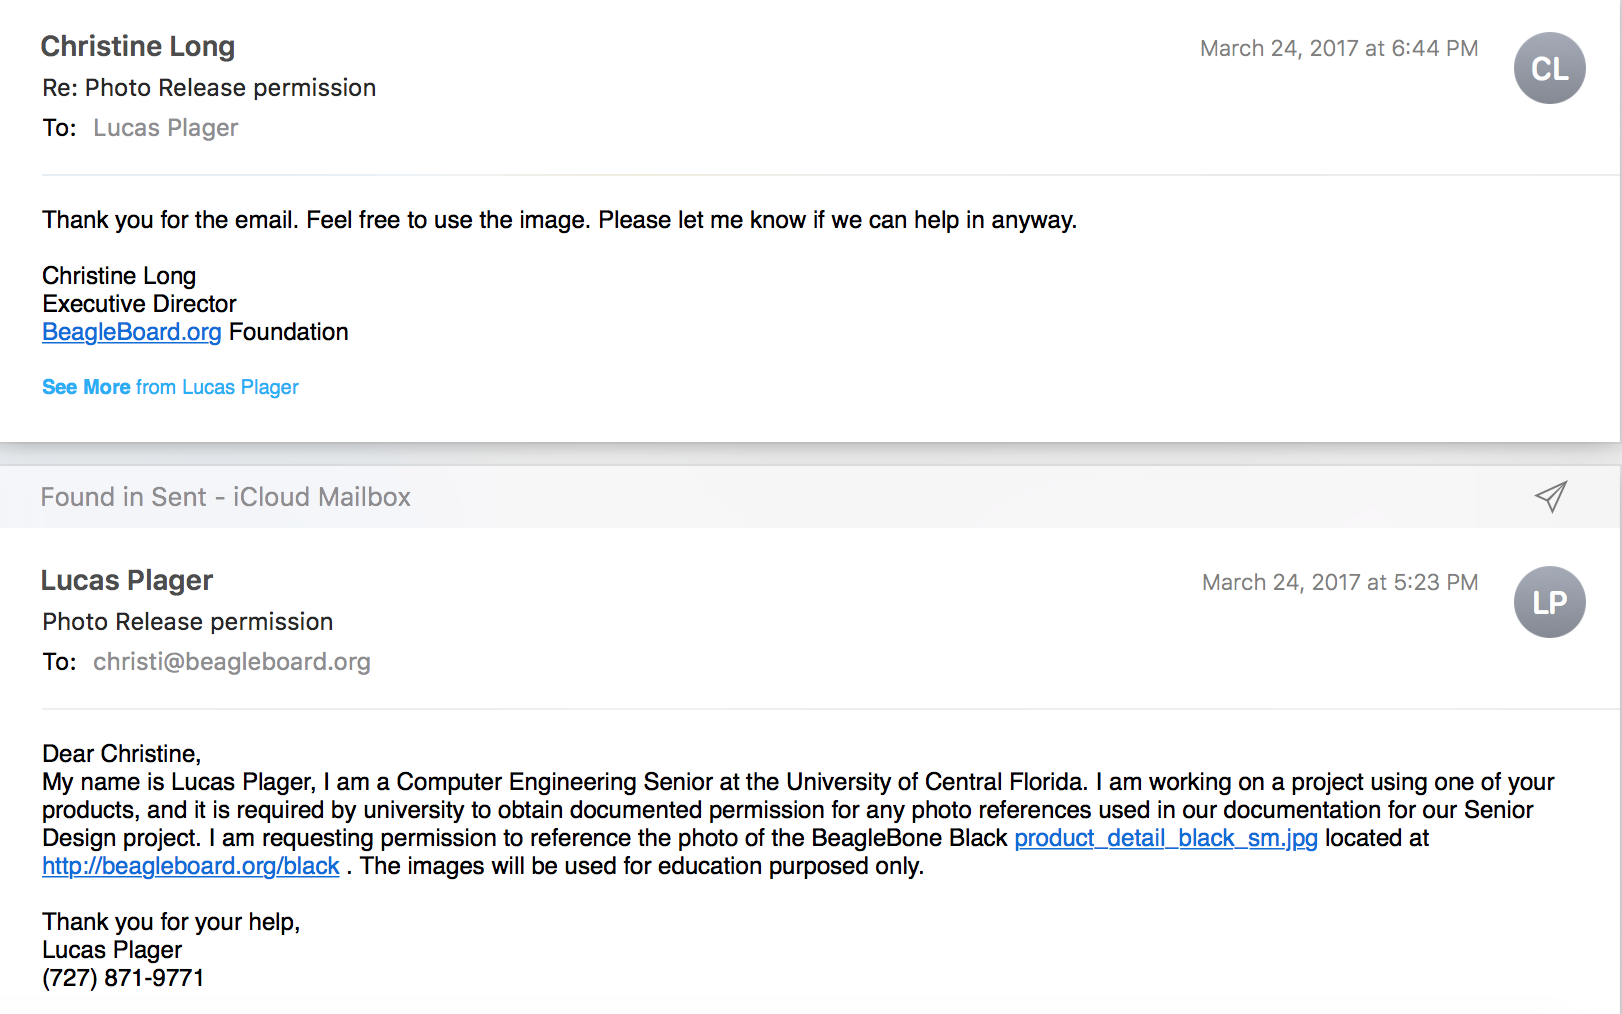 Christine Long
March 24, 2017 at 6:44 PM
CL
Re: Photo Release permission
To: Lucas Plager
Thank you for the email. Feel free to use the image. Please let me know if we can help in anyway.
Christine Long
Executive Director
BeagleBoard.org Foundation
See More from Lucas Plager
Found in Sent - iCloud Mailbox
Lucas Plager
March 24, 2017 at 5:23 PM
LP
Photo Release permission
To: christi@beagleboard.org
Dear Christine,
My name is Lucas Plager, I am a Computer Engineering Senior at the University of Central Florida. I am working on a project using one of your
products, and it is required by university to obtain documented permission for any photo references used in our documentation for our Senior
Design project. I am requesting permission to reference the photo of the BeagleBone Black product_detail_black_sm.jpg located at
http://beagleboard.org/black . The images will be used for education purposed only.
Thank you for your help,
Lucas Plager
(727) 871-9771